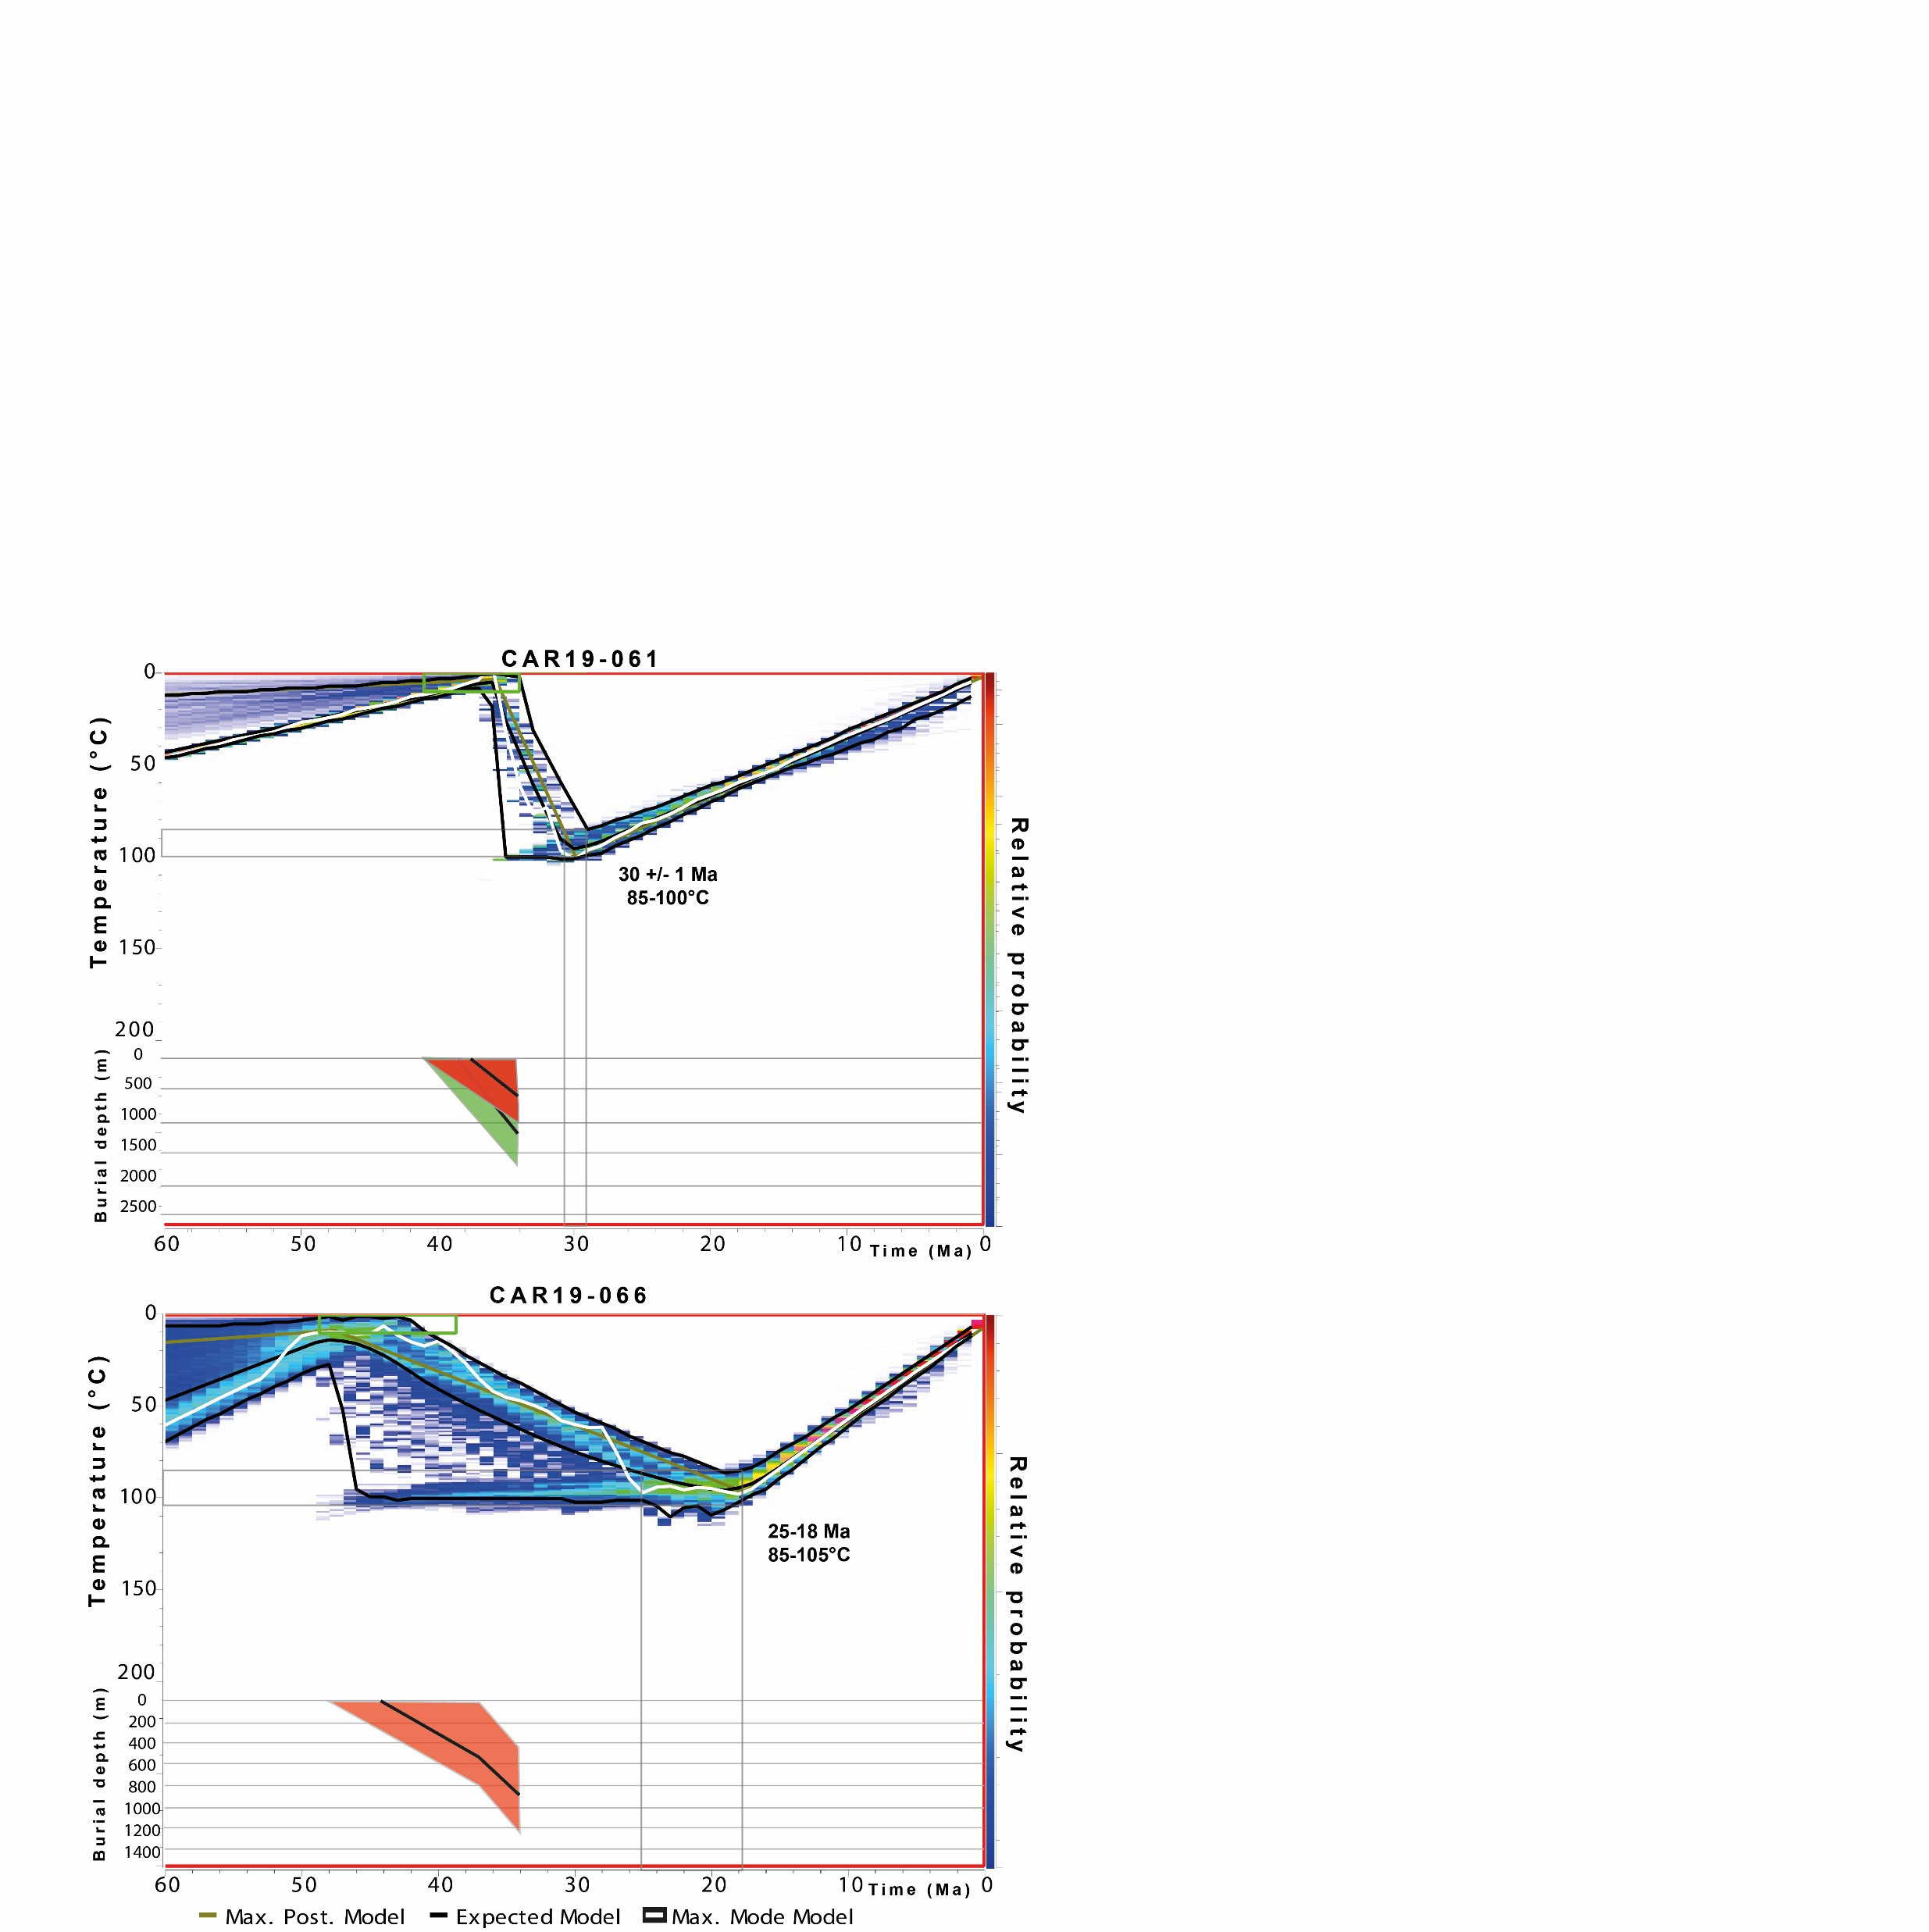 CAR19-061
Temperature (°C)
0
50
100
150
200
30 +/- 1 Ma
85-100°C
Relative probability
Burial depth (m)
0
500
1000
1500
2000
2500
60 50 40 30 20 10 Time (Ma) 0
CAR19-066
Temperature (°C)
0
50
100
150
200
25-18 Ma
85-105°C
Relative probability
Burial depth (m)
0
200
400
600
800
1000
1200
1400
60 50 40 30 20 10 Time (Ma) 0
Max. Post. Model Expected Model Max. Mode Model